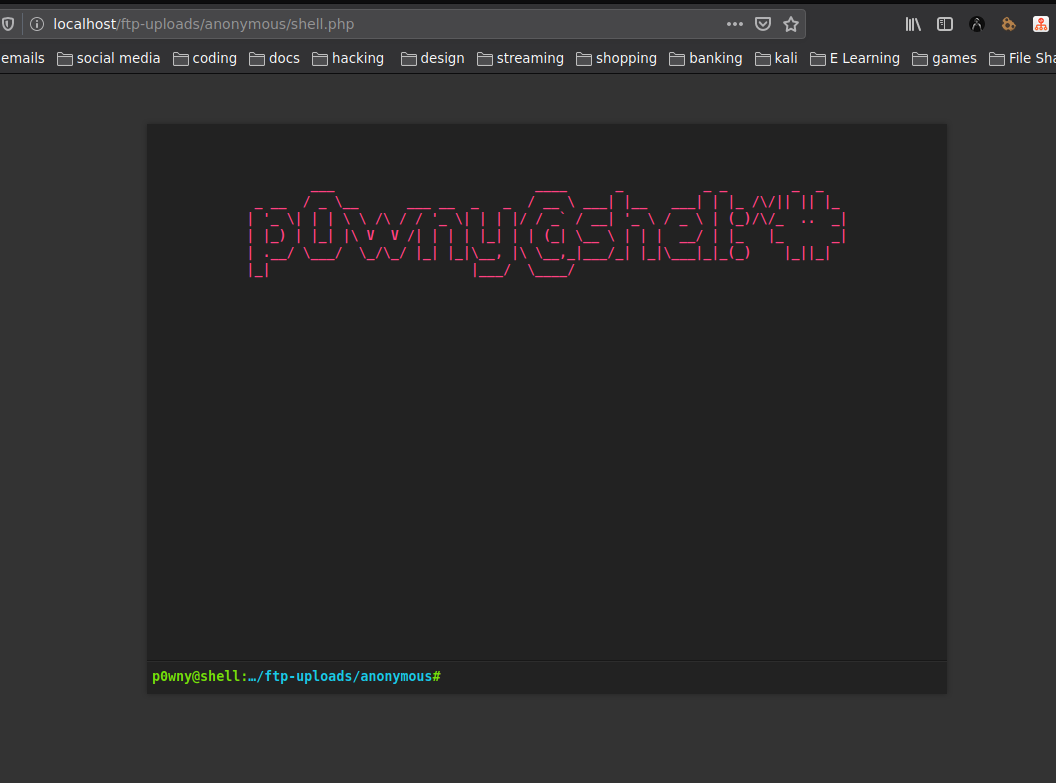 localhost/ftp-uploads/anonymous/shell.php
emails social media coding docs hacking design streaming shopping banking kali E Learning games File Sha
p0wny@shell:~#
p0wny@shell:…/ftp-uploads/anonymous#